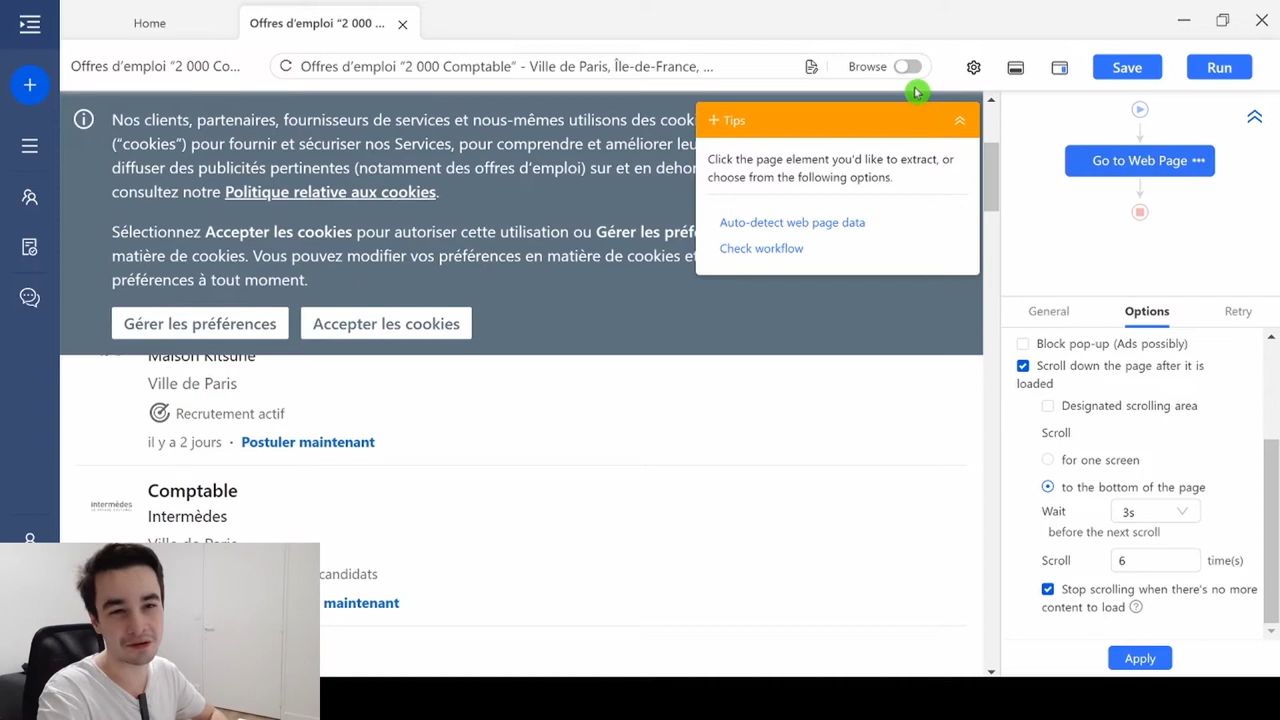 Home
Offres d'emploi "2 000 ...
Offres d'emploi "2 000 Co...
Offres d'emploi "2 000 Comptable" - Ville de Paris, Île-de-France, ...
Browse
Save
Run
Nos clients, partenaires, fournisseurs de services et nous-mêmes utilisons des cook
("cookies") pour fournir et sécuriser nos Services, pour comprendre et améliorer leu
diffuser des publicités pertinentes (notamment des offres d'emploi) sur et en dehor
consultez notre Politique relative aux cookies.
Sélectionnez Accepter les cookies pour autoriser cette utilisation ou Gérer les préf
matière de cookies. Vous pouvez modifier vos préférences en matière de cookies et
préférences à tout moment.
Gérer les préférences
Accepter les cookies
+ Tips
Click the page element you'd like to extract, or
choose from the following options.
Auto-detect web page data
Check workflow
Maison Kitsuné
Ville de Paris
Recrutement actif
il y a 2 jours · Postuler maintenant
Comptable
intermèdes
Intermèdes
Ville de Paris
candidats
maintenant
Go to Web Page •••
General
Options
Retry
Block pop-up (Ads possibly)
Scroll down the page after it is
loaded
Designated scrolling area
Scroll
for one screen
to the bottom of the page
Wait
3s
before the next scroll
Scroll
6
time(s)
Stop scrolling when there's no more
content to load
Apply